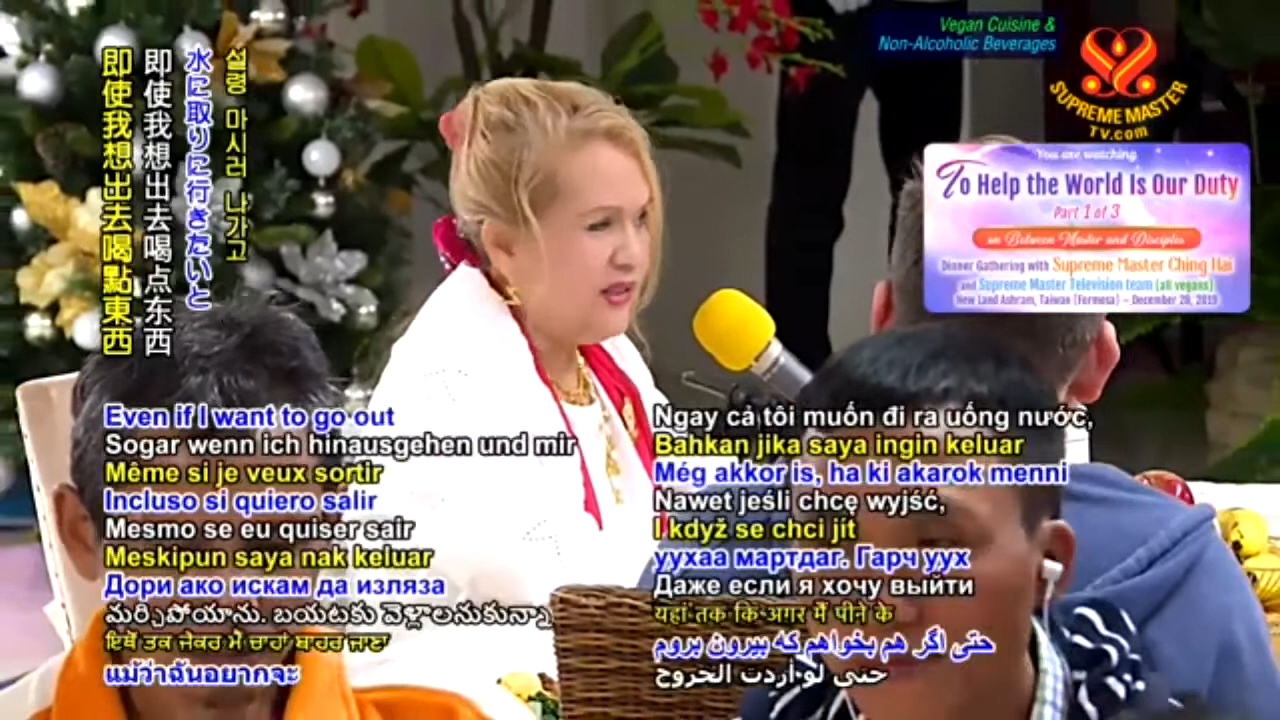 Vegan Cuisine &
Non-Alcoholic Beverages
SUPREME MASTER
TV.com
You are watching
To Help the World Is Our Duty
Part 1 of 3
on Between Master and Disciples
Dinner Gathering with Supreme Master Ching Hai
and Supreme Master Television team (all vegans)
New Land Ashram, Taiwan (Formosa) – December 28, 2019
설령 마시러 나가고
水に取りに行きたいと
即使我想出去喝点东西
即使我想出去喝點東西
Even if I want to go out
Sogar wenn ich hinausgehen und mir
Même si je veux sortir
Incluso si quiero salir
Mesmo se eu quiser sair
Meskipun saya nak keluar
Дори ако искам да изляза
మర్చిపోయాను. బయటకు వెళ్లాలనుకున్నా
ਇਥੋਂ ਤਕ ਜੇਕਰ ਮੈਂ ਚਾਹਾਂ ਬਾਹਰ ਜਾਣਾ
แม้ว่าฉันอยากจะ
Ngay cả tôi muốn đi ra uống nước,
Bahkan jika saya ingin keluar
Még akkor is, ha ki akarok menni
Nawet jeśli chcę wyjść,
I když se chci jít
уухаа мартдаг. Гарч уух
Даже если я хочу выйти
यहां तक कि अगर मैं पीने के
حتّی اگر هم بخواهم که بیرون بروم
حتى لو أردت الخروج